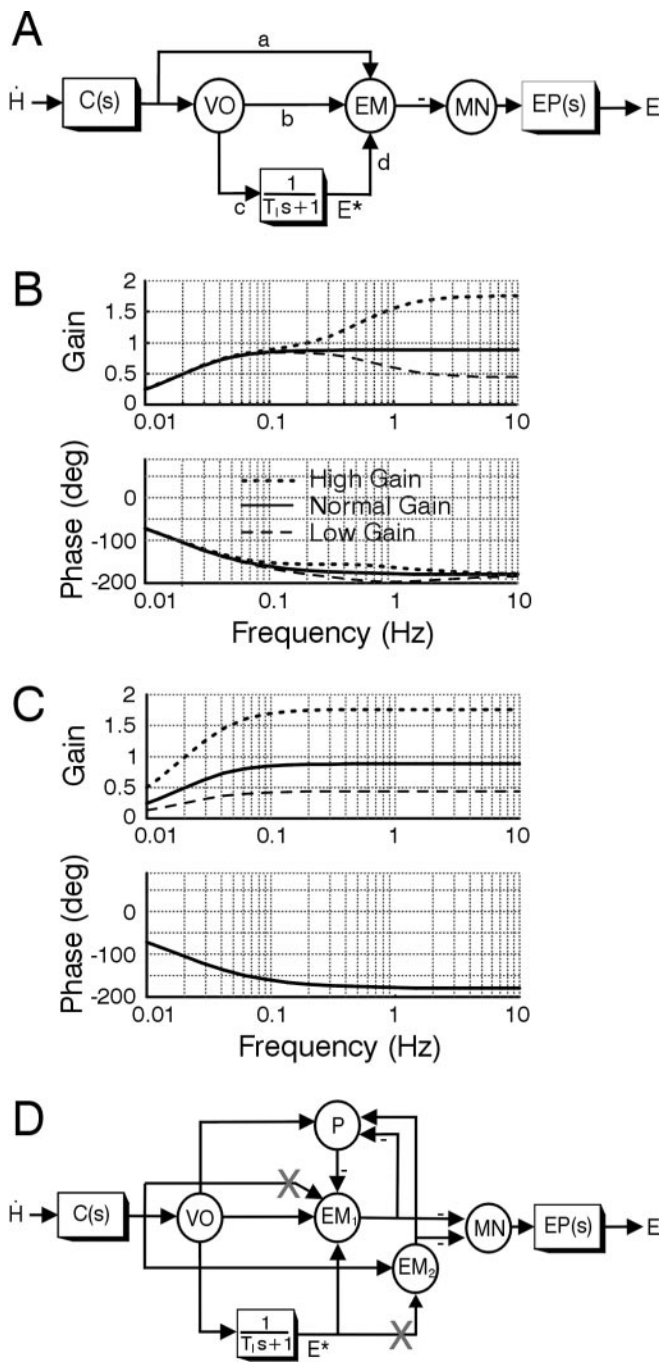 A
a
Ḣ C(s) VO b EM - MN EP(s) E
d
c 1
T_I s+1 E*
B
2
1.5
1
0.5
0
Gain
0.01 0.1 1 10
0
-100
-200
Phase (deg)
High Gain
Normal Gain
Low Gain
0.01 0.1 1 10
Frequency (Hz)
C
2
1.5
1
0.5
0
Gain
0.01 0.1 1 10
0
-100
-200
Phase (deg)
0.01 0.1 1 10
Frequency (Hz)
D
P
-
-
X
Ḣ C(s) VO EM₁ - MN EP(s) E
-
EM₂
1
T_I s+1 E* X